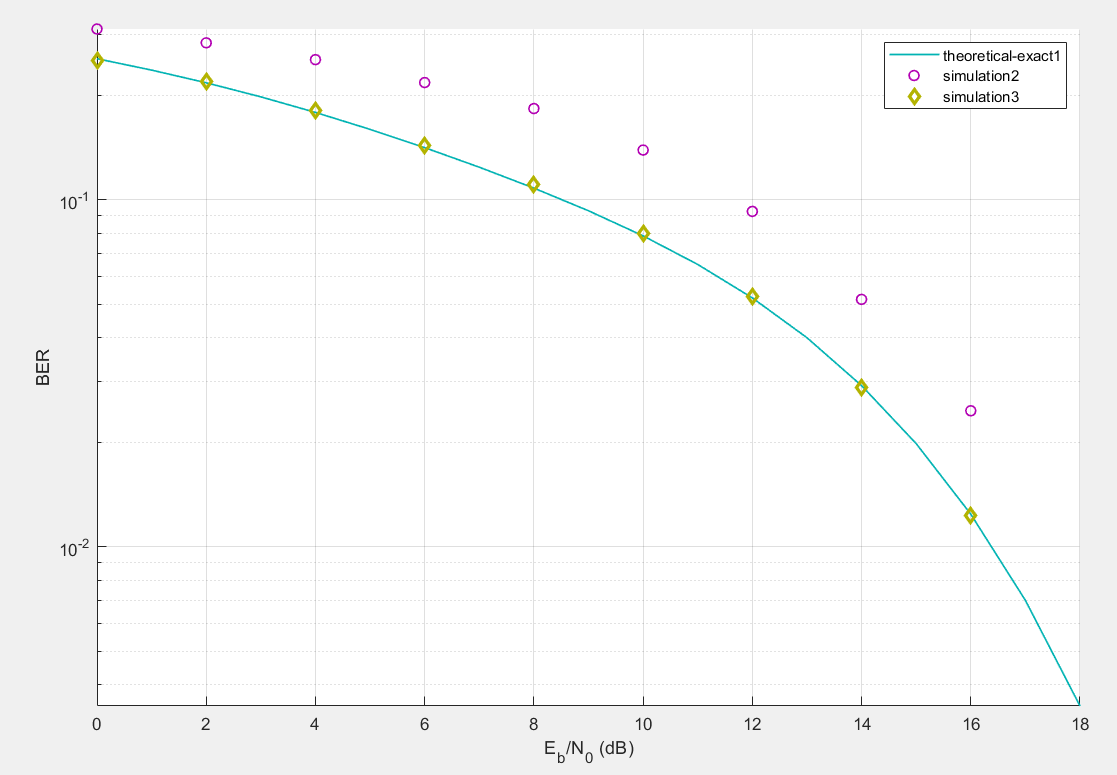 theoretical-exact1
simulation2
simulation3
10^-1
10^-2
BER
0 2 4 6 8 10 12 14 16 18
E_b/N_0 (dB)